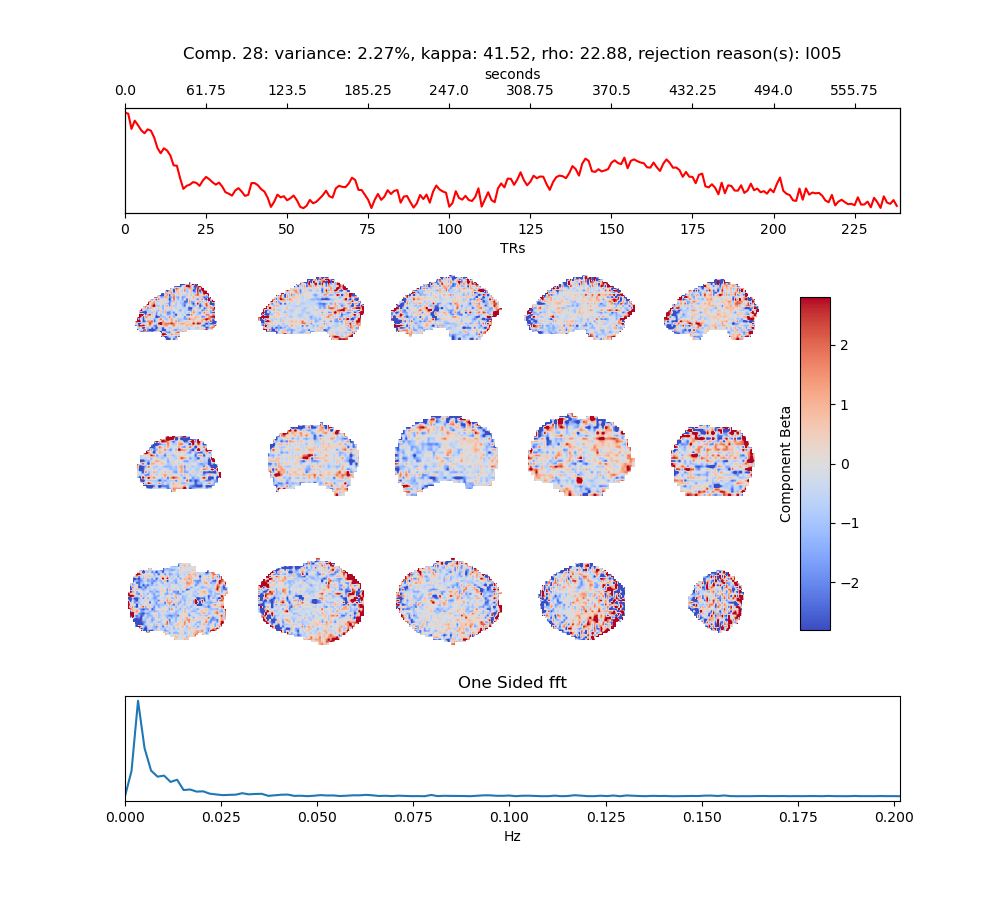 Comp. 28: variance: 2.27%, kappa: 41.52, rho: 22.88, rejection reason(s): I005
seconds
0.0 61.75 123.5 185.25 247.0 308.75 370.5 432.25 494.0 555.75
0 25 50 75 100 125 150 175 200 225
TRs
2
1
0
−1
−2
Component Beta
One Sided fft
0.000 0.025 0.050 0.075 0.100 0.125 0.150 0.175 0.200
Hz